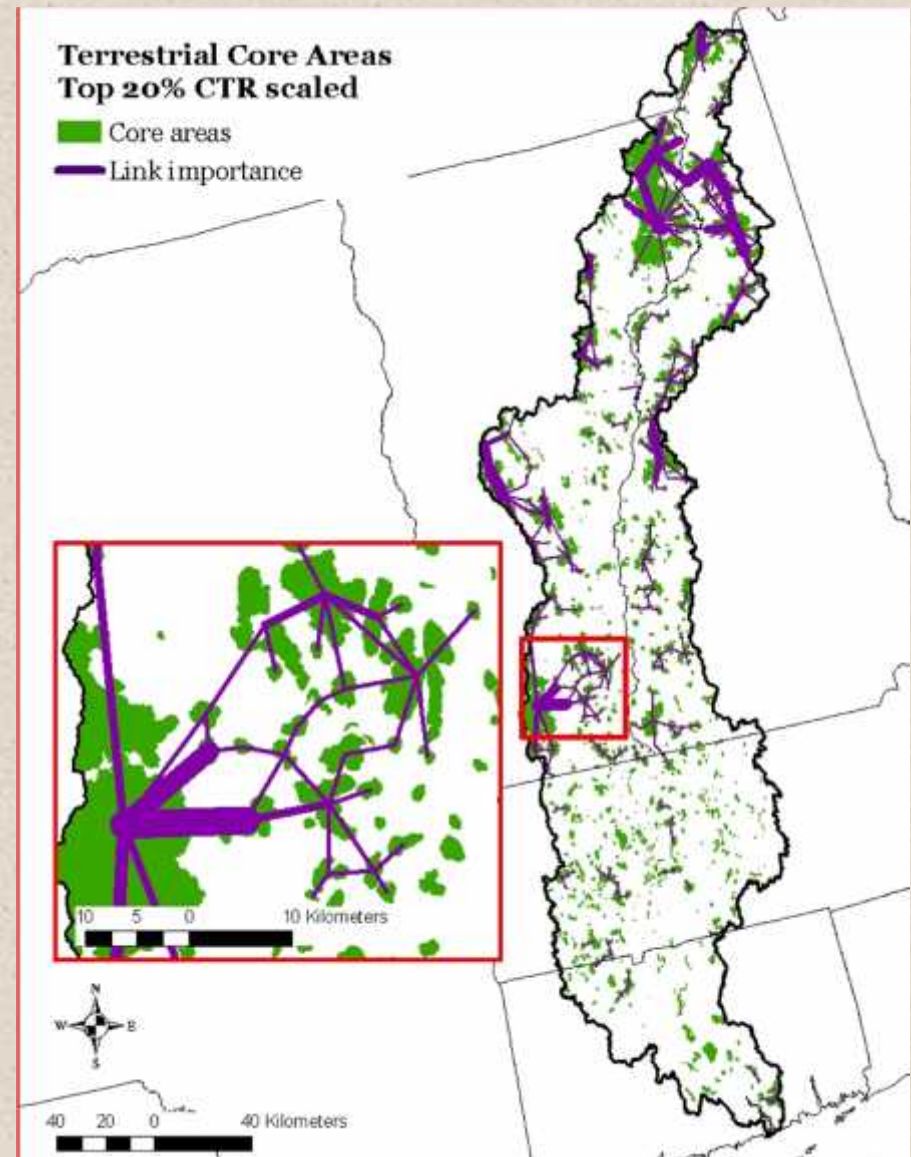 Terrestrial Core Areas
Top 20% CTR scaled
Core areas
Link importance
10 5 0 10 Kilometers
N
W E
S
40 20 0 40 Kilometers